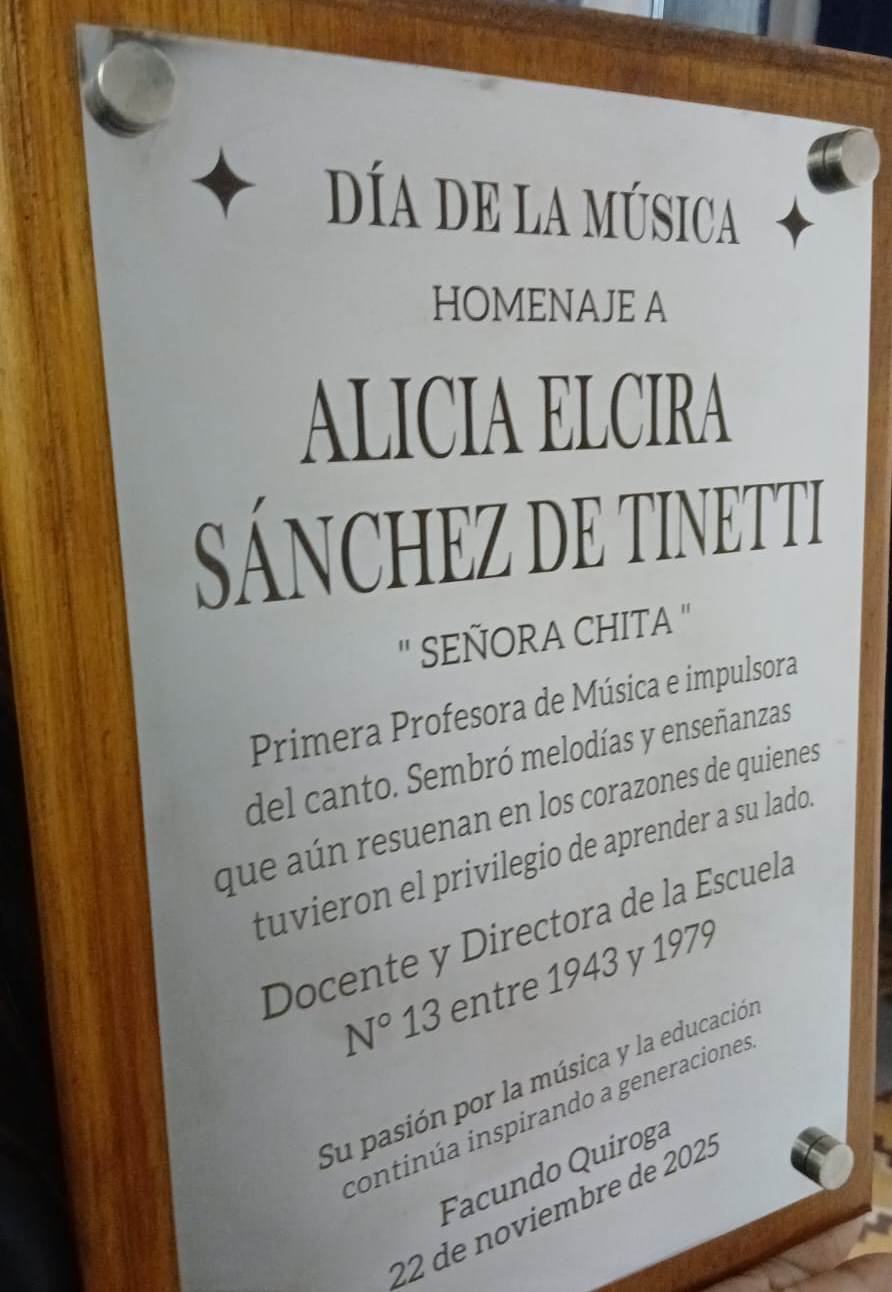 DÍA DE LA MÚSICA
HOMENAJE A
ALICIA ELCIRA
SÁNCHEZ DE TINETTI
" SEÑORA CHITA "
Primera Profesora de Música e impulsora
del canto. Sembró melodías y enseñanzas
que aún resuenan en los corazones de quienes
tuvieron el privilegio de aprender a su lado.
Docente y Directora de la Escuela
N° 13 entre 1943 y 1979
Su pasión por la música y la educación
continúa inspirando a generaciones.
Facundo Quiroga
22 de noviembre de 2025